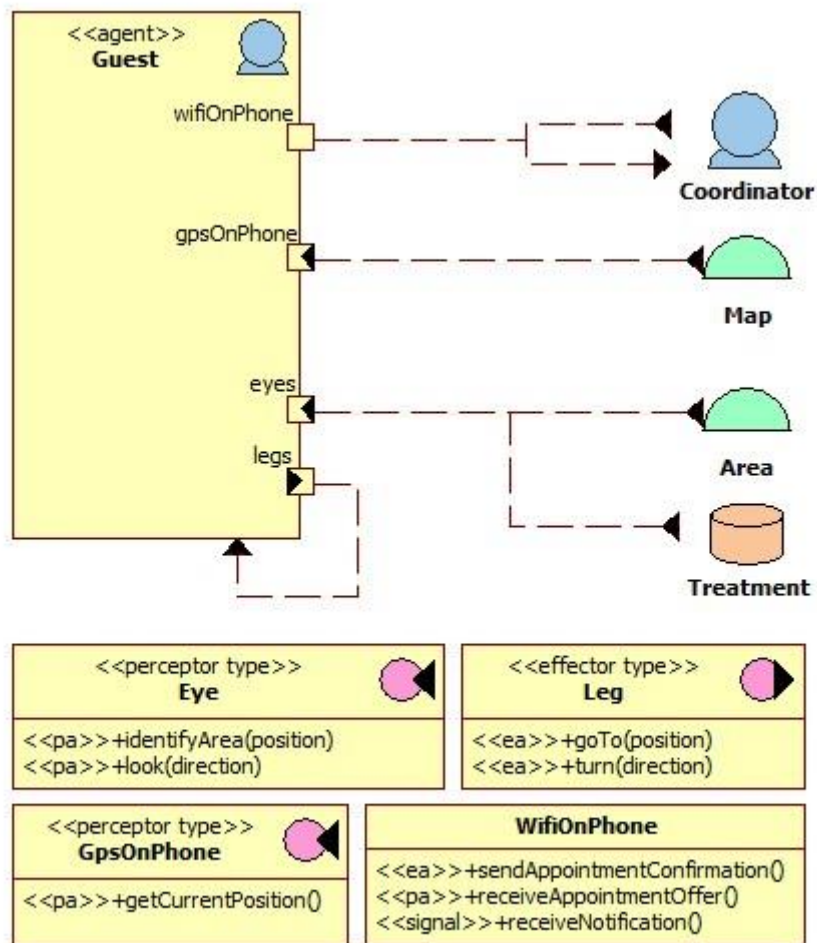 <<agent>>
Guest
wifiOnPhone
Coordinator
gpsOnPhone
Map
eyes
legs
Area
Treatment
<<perceptor type>>
Eye
<<pa>>+identifyArea(position)
<<pa>>+look(direction)
<<effector type>>
Leg
<<ea>>+goTo(position)
<<ea>>+turn(direction)
<<perceptor type>>
GpsOnPhone
<<pa>>+getCurrentPosition()
WifiOnPhone
<<ea>>+sendAppointmentConfirmation()
<<pa>>+receiveAppointmentOffer()
<<signal>>+receiveNotification()